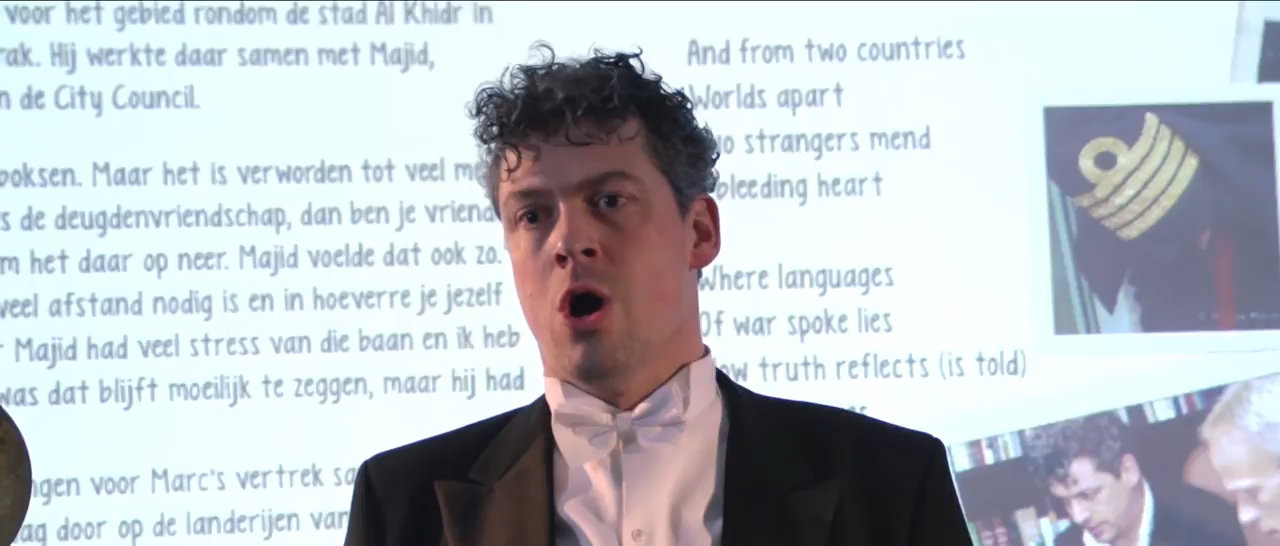 voor het gebied rondom de stad Al Khidr in
rak. Hij werkte daar samen met Majid,
n de City Council.
ooksen. Maar het is verworden tot veel me
s de deugdenvriendschap, dan ben je vriend
m het daar op neer. Majid voelde dat ook zo.
veel afstand nodig is en in hoeverre je jezelf
Majid had veel stress van die baan en ik heb
was dat blijft moeilijk te zeggen, maar hij had
ngen voor Marc's vertrek sa
ag door op de landerijen van
And from two countries
Worlds apart
wo strangers mend
bleeding heart
Where languages
Of war spoke lies
ow truth reflects (is told)